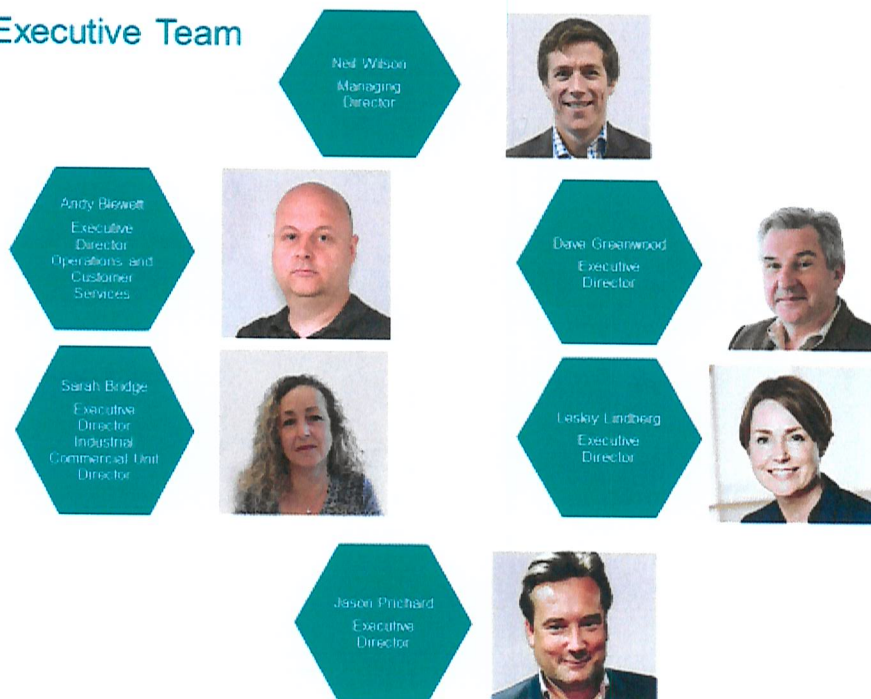 Executive Team
Neil Wilson
Managing
Director
Andy Blewett
Executive
Director
Operations and
Customer
Services
Dave Greenwood
Executive
Director
Sarah Bridge
Executive
Director
Industrial
Commercial Unit
Director
Lesley Lindberg
Executive
Director
Jason Prichard
Executive
Director